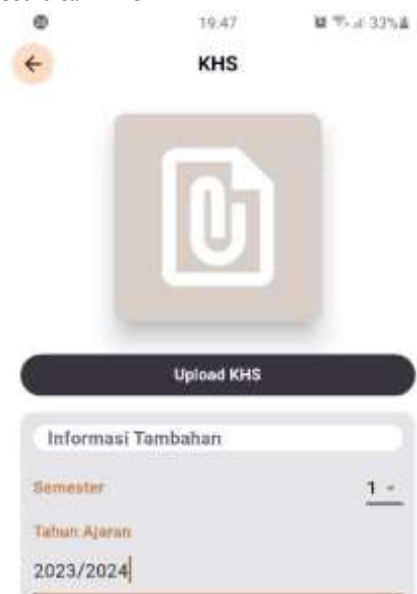 19.47
33%
KHS
Upload KHS
Informasi Tambahan
Semester
1
Tahun Ajaran
2023/2024